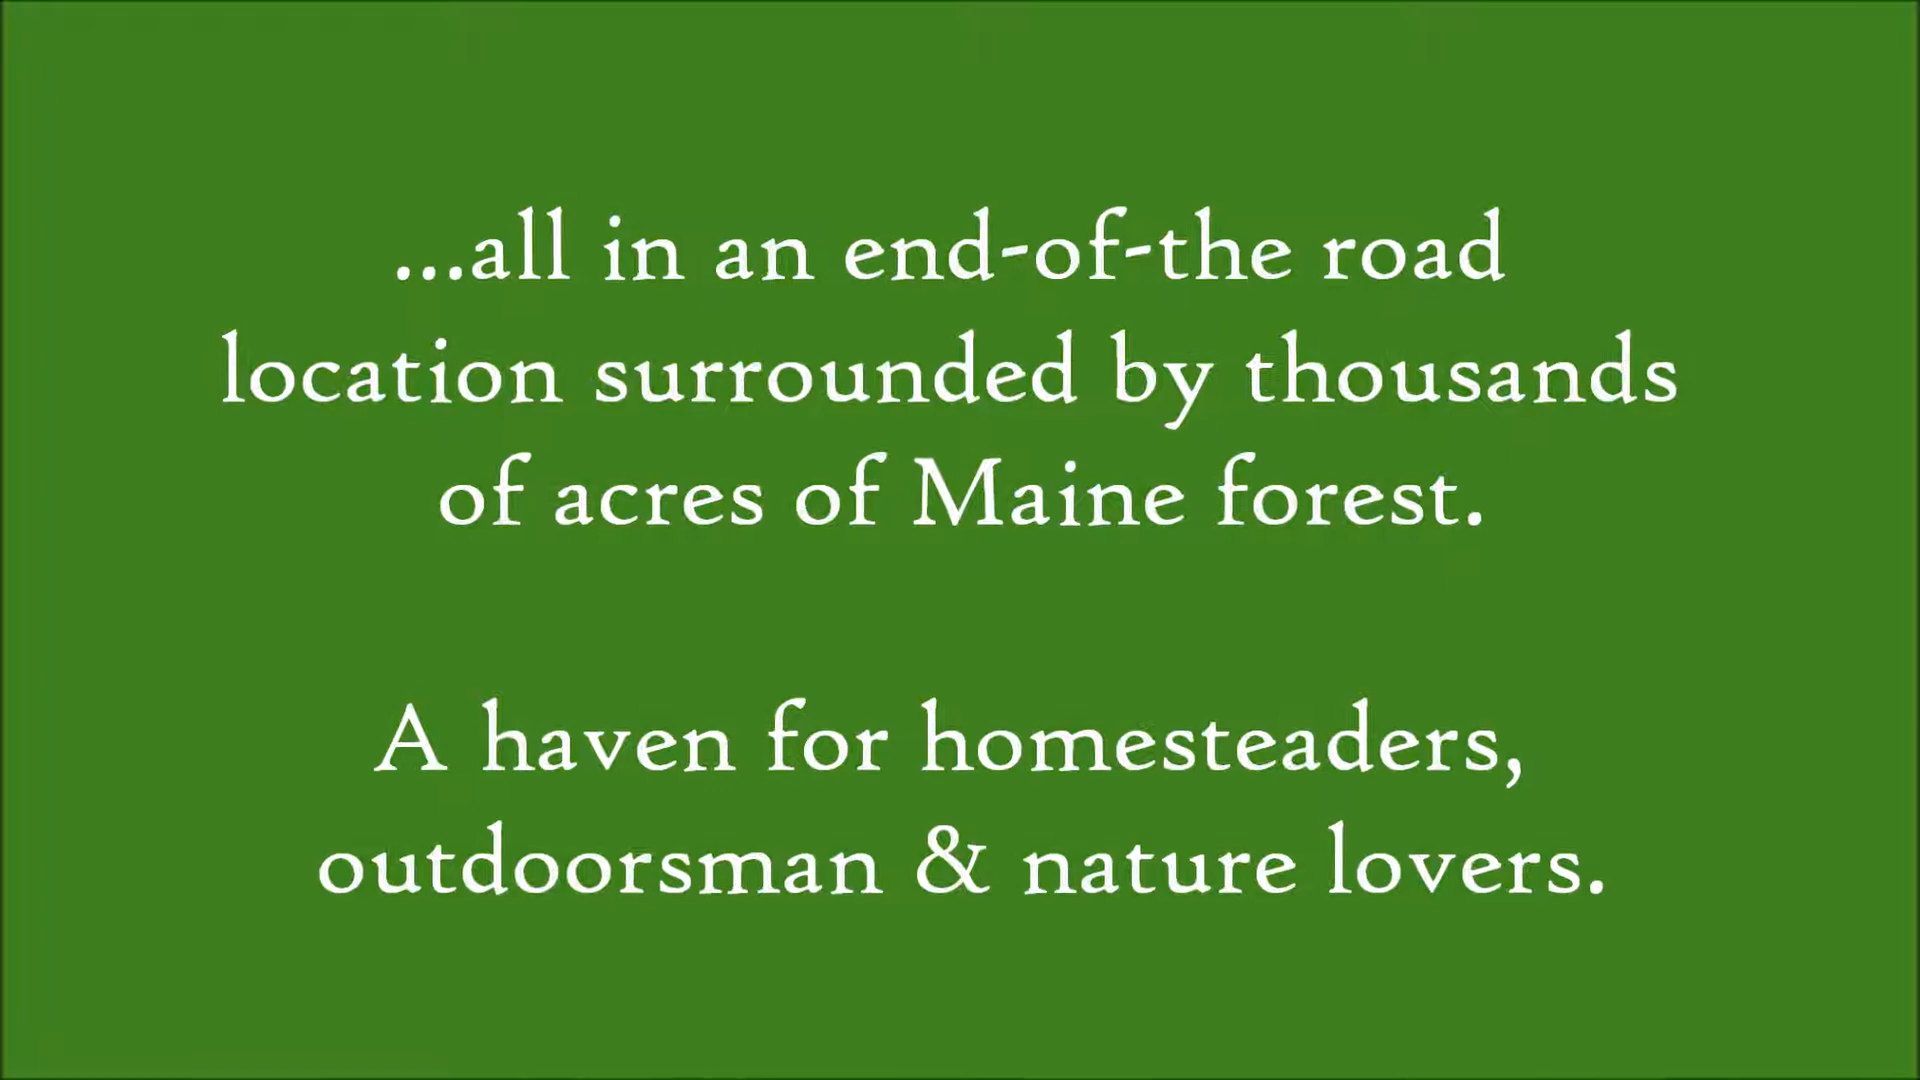 ...all in an end-of-the road
location surrounded by thousands
of acres of Maine forest.
A haven for homesteaders,
outdoorsman & nature lovers.